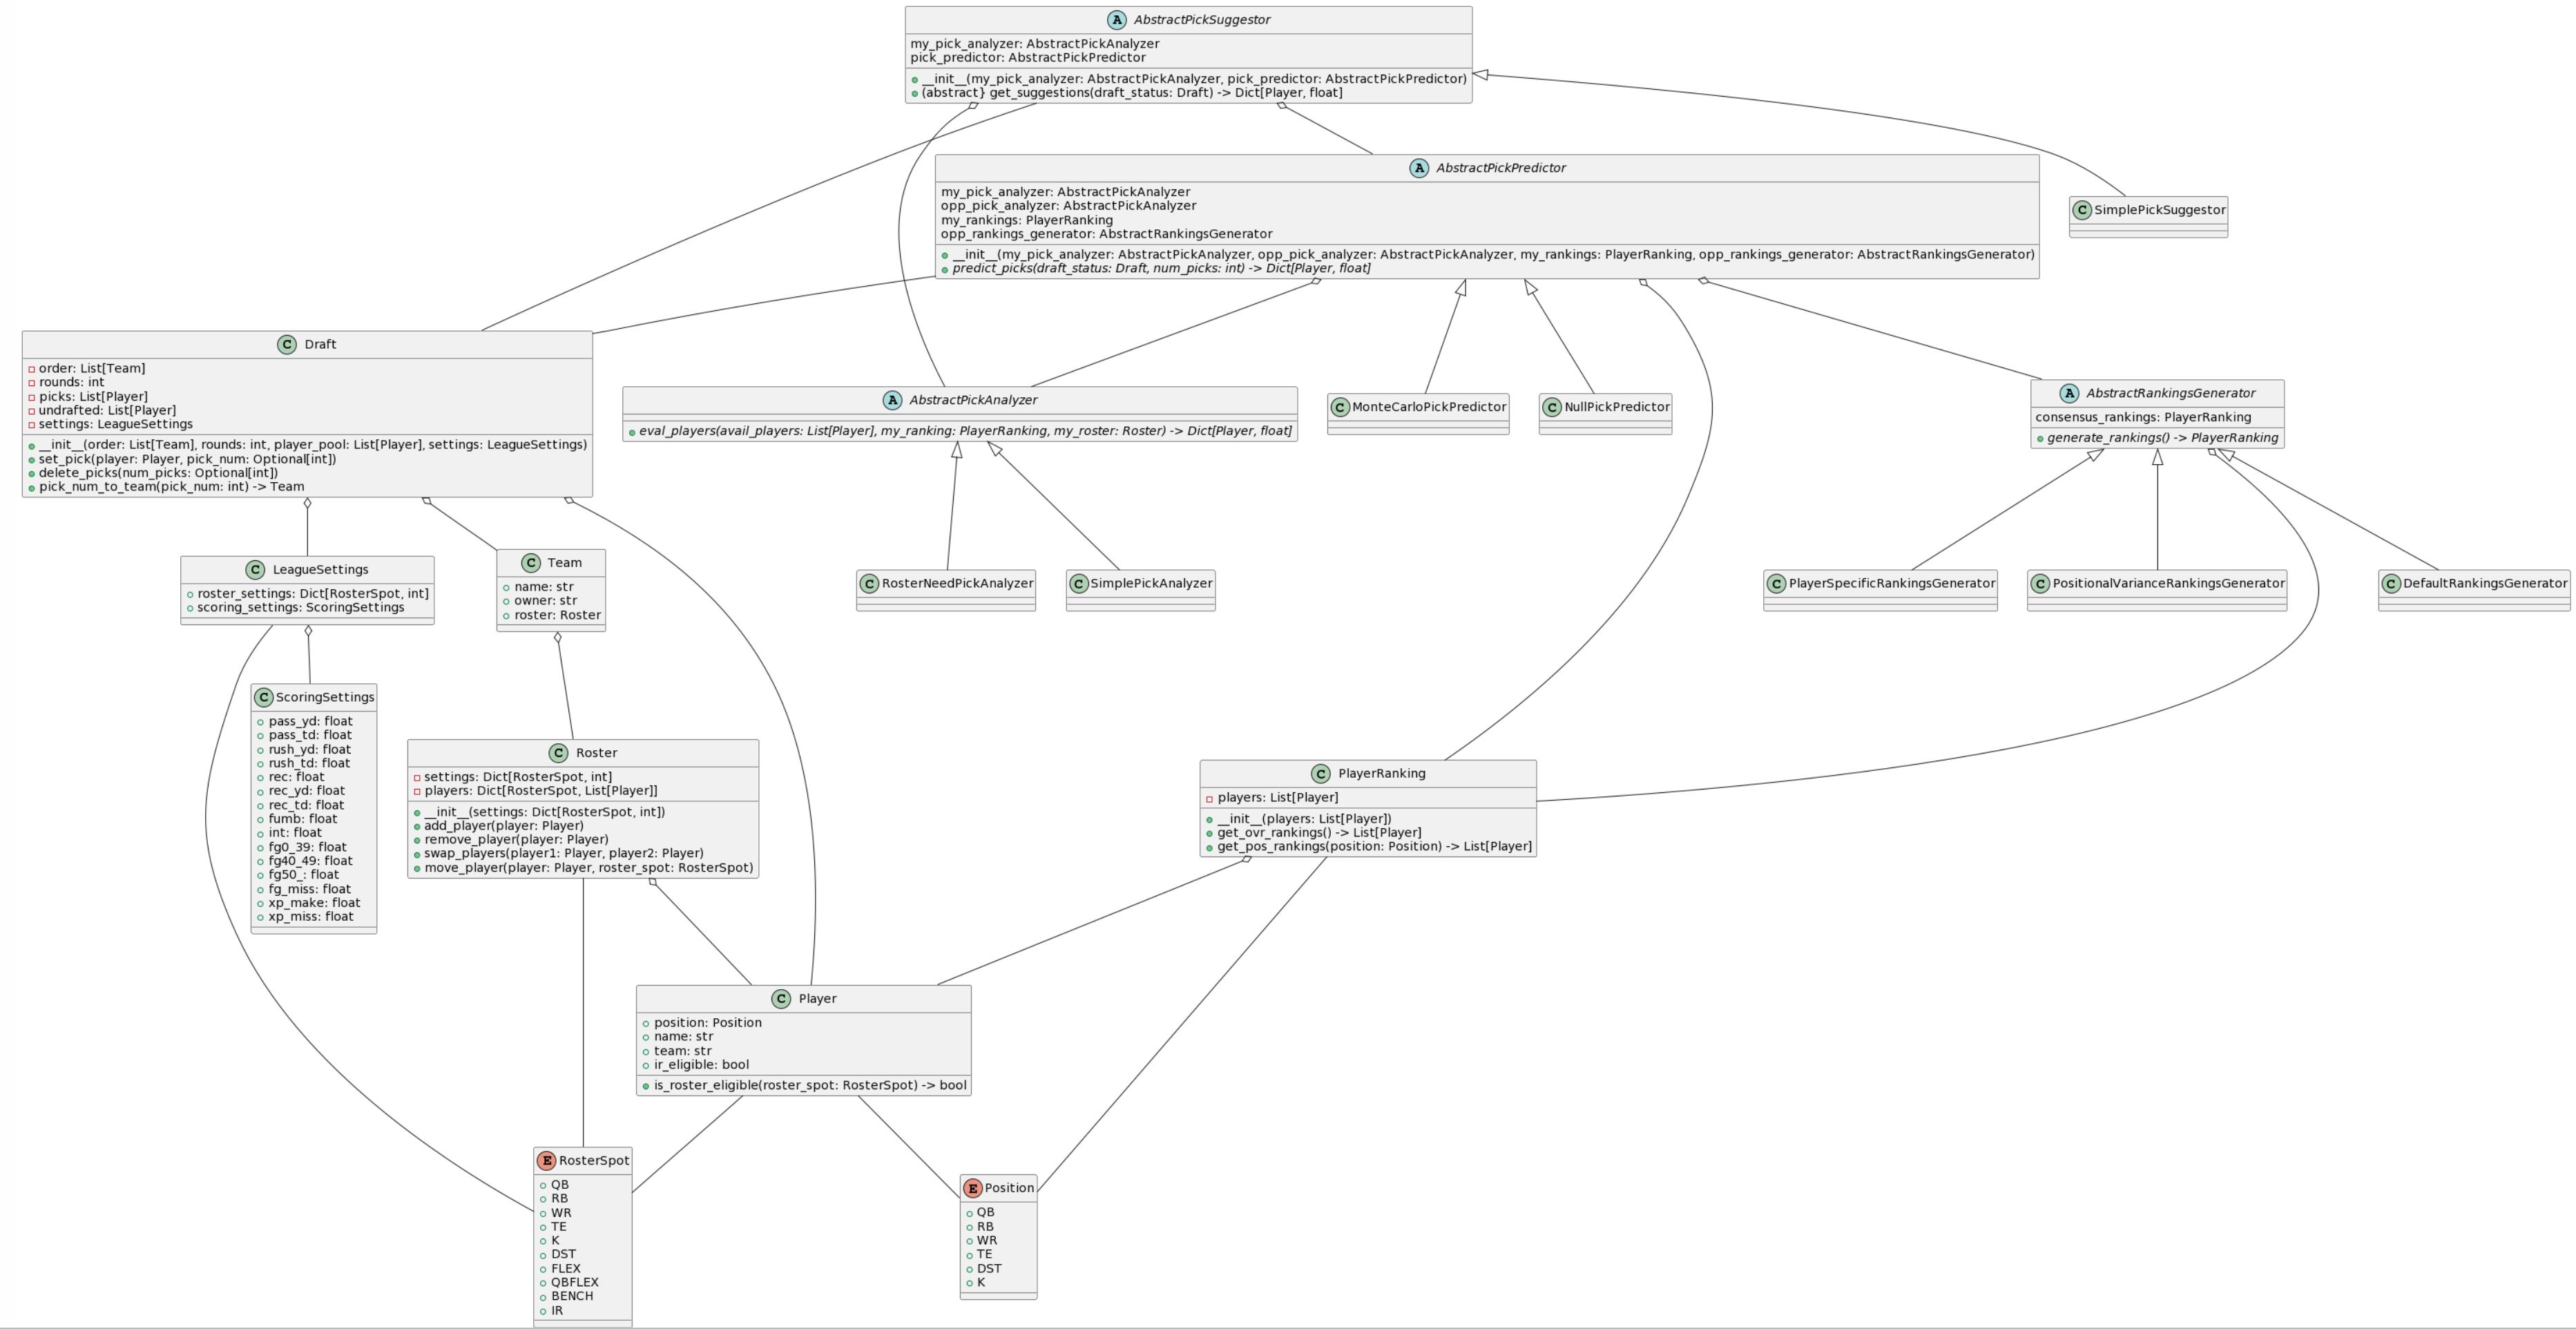 A AbstractPickSuggestor
my_pick_analyzer: AbstractPickAnalyzer
pick_predictor: AbstractPickPredictor
__init__(my_pick_analyzer: AbstractPickAnalyzer, pick_predictor: AbstractPickPredictor)
(abstract} get_suggestions(draft_status: Draft) -> Dict[Player, float]
A AbstractPickPredictor
my_pick_analyzer: AbstractPickAnalyzer
opp_pick_analyzer: AbstractPickAnalyzer
my_rankings: PlayerRanking
opp_rankings_generator: AbstractRankingsGenerator
__init__(my_pick_analyzer: AbstractPickAnalyzer, opp_pick_analyzer: AbstractPickAnalyzer, my_rankings: PlayerRanking, opp_rankings_generator: AbstractRankingsGenerator)
predict_picks(draft_status: Draft, num_picks: int) -> Dict[Player, float]
C SimplePickSuggestor
C Draft
order: List[Team]
rounds: int
picks: List[Player]
undrafted: List[Player]
settings: LeagueSettings
__init__(order: List[Team], rounds: int, player_pool: List[Player], settings: LeagueSettings)
set_pick(player: Player, pick_num: Optional[int])
delete_picks(num_picks: Optional[int])
pick_num_to_team(pick_num: int) -> Team
A AbstractPickAnalyzer
eval_players(avail_players: List[Player], my_ranking: PlayerRanking, my_roster: Roster) -> Dict[Player, float]
C MonteCarloPickPredictor
C NullPickPredictor
A AbstractRankingsGenerator
consensus_rankings: PlayerRanking
generate_rankings() -> PlayerRanking
C LeagueSettings
roster_settings: Dict[RosterSpot, int]
scoring_settings: ScoringSettings
C Team
name: str
owner: str
roster: Roster
C RosterNeedPickAnalyzer
C SimplePickAnalyzer
C PlayerSpecificRankingsGenerator
C PositionalVarianceRankingsGenerator
C DefaultRankingsGenerator
C ScoringSettings
pass_yd: float
pass_td: float
rush_yd: float
rush_td: float
rec: float
rec_yd: float
rec_td: float
fumb: float
int: float
fg0_39: float
fg40_49: float
fg50_: float
fg_miss: float
xp_make: float
xp_miss: float
C Roster
settings: Dict[RosterSpot, int]
players: Dict[RosterSpot, List[Player]]
__init__(settings: Dict[RosterSpot, int])
add_player(player: Player)
remove_player(player: Player)
swap_players(player1: Player, player2: Player)
move_player(player: Player, roster_spot: RosterSpot)
C PlayerRanking
players: List[Player]
__init__(players: List[Player])
get_ovr_rankings() -> List[Player]
get_pos_rankings(position: Position) -> List[Player]
C Player
position: Position
name: str
team: str
ir_eligible: bool
is_roster_eligible(roster_spot: RosterSpot) -> bool
E RosterSpot
QB
RB
WR
TE
K
DST
FLEX
QBFLEX
BENCH
IR
E Position
QB
RB
WR
TE
DST
K